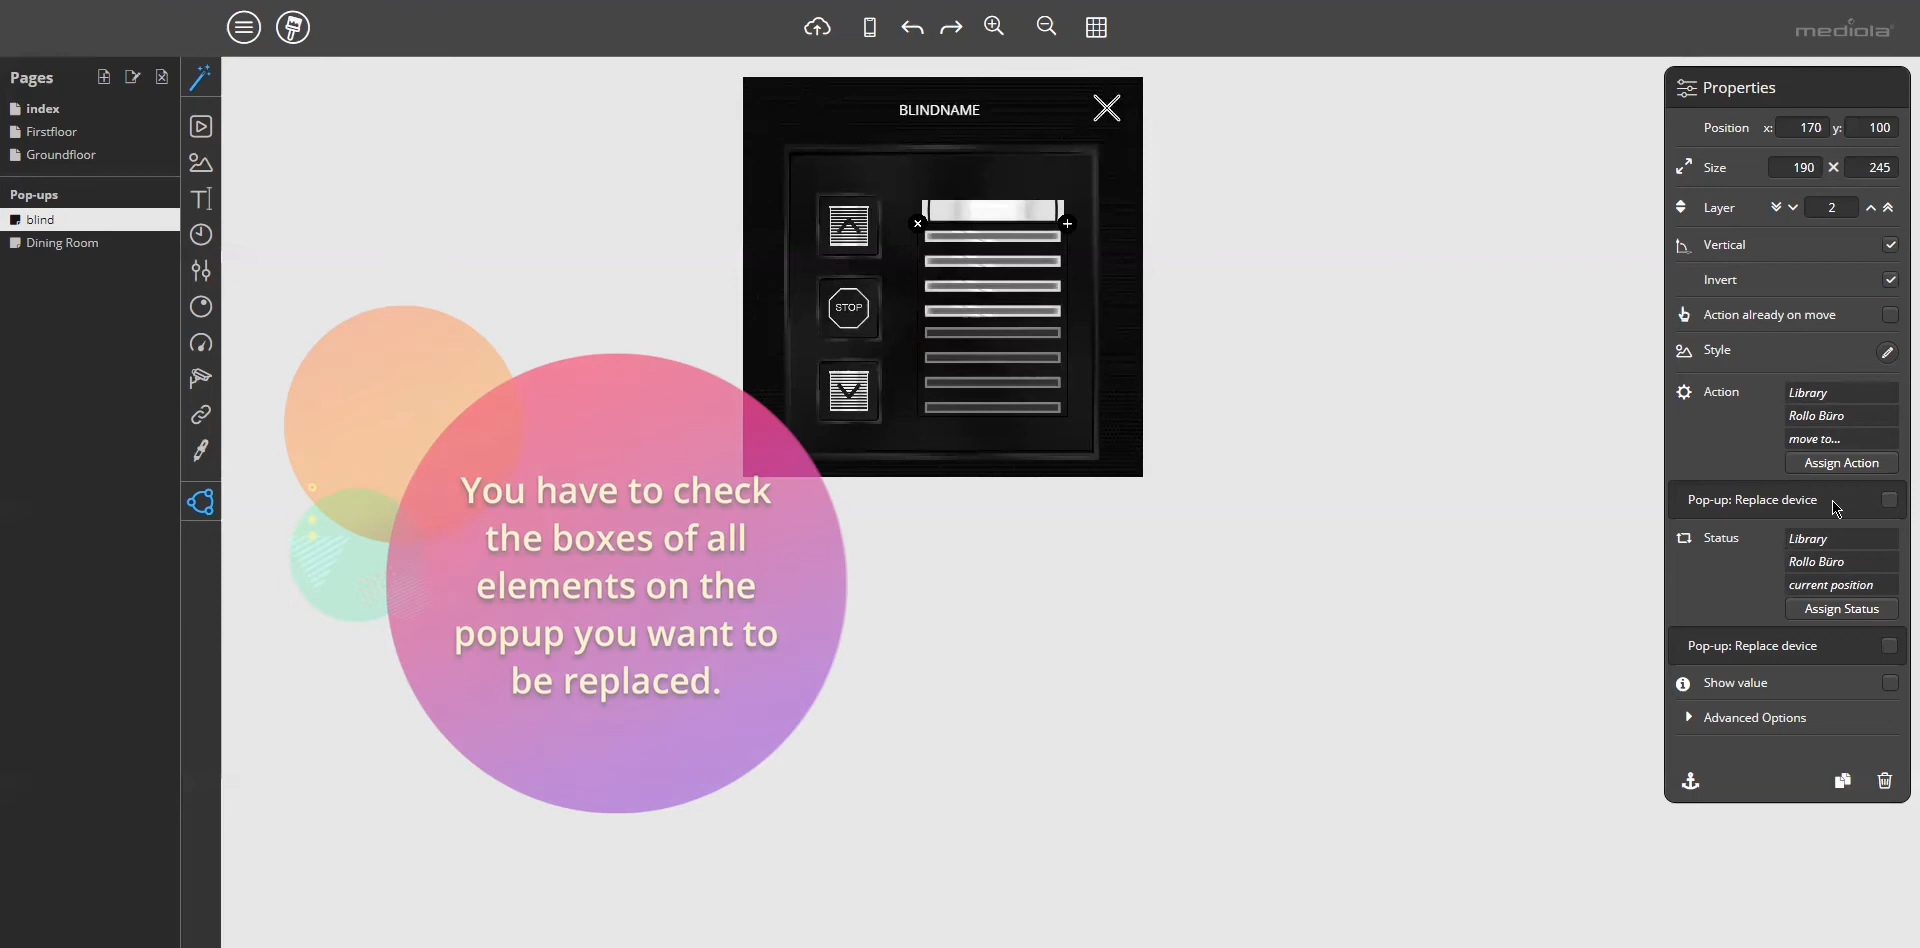 mediola
Pages
index
Firstfloor
Groundfloor
Pop-ups
blind
Dining Room
BLINDNAME
STOP
You have to check
the boxes of all
elements on the
popup you want to
be replaced.
Properties
Position x: 170 y: 100
Size 190 X 245
Layer 2
Vertical
Invert
Action already on move
Style
Action Library
Rollo Büro
move to...
Assign Action
Pop-up: Replace device
Status Library
Rollo Büro
current position
Assign Status
Pop-up: Replace device
Show value
Advanced Options